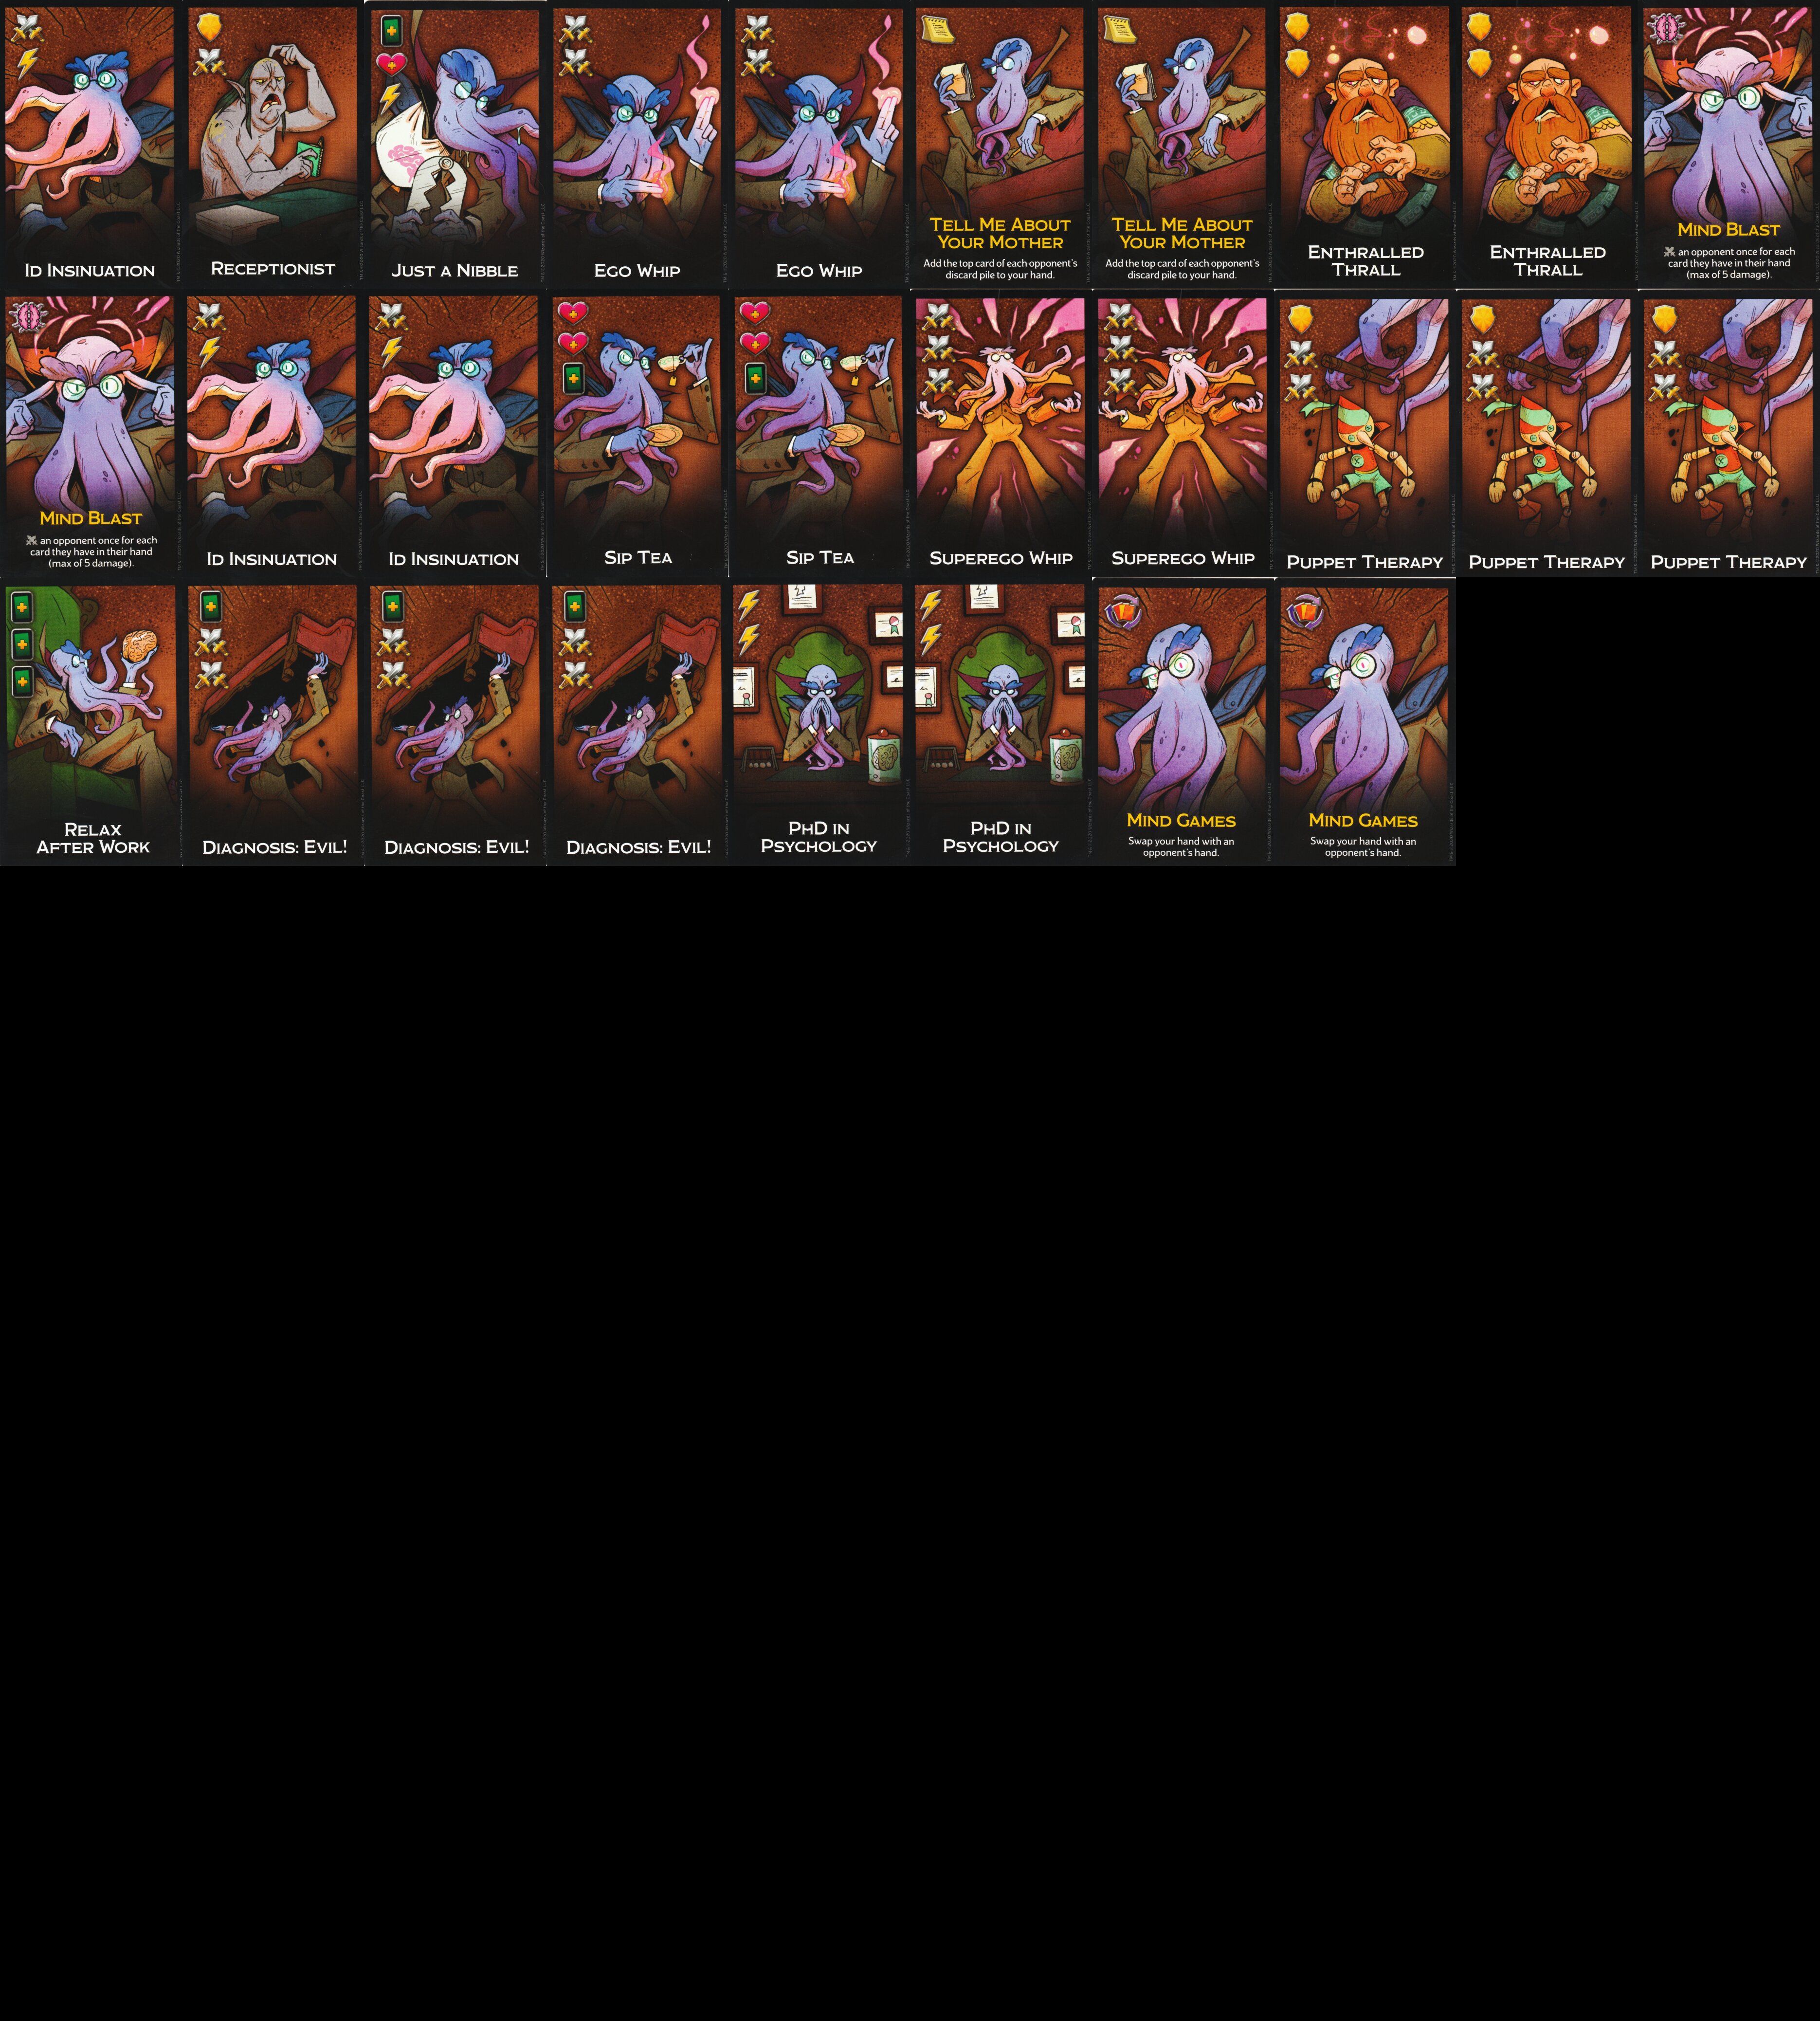 Id Insinuation
Receptionist
Just a Nibble
Ego Whip
Ego Whip
Tell Me About
Your Mother
Add the top card of each opponent's
discard pile to your hand.
Tell Me About
Your Mother
Add the top card of each opponent's
discard pile to your hand.
Enthralled
Thrall
Enthralled
Thrall
Mind Blast
an opponent once for each
card they have in their hand
(max of 5 damage).
Mind Blast
an opponent once for each
card they have in their hand
(max of 5 damage).
Id Insinuation
Id Insinuation
Sip Tea
Sip Tea
Superego Whip
Superego Whip
Puppet Therapy
Puppet Therapy
Puppet Therapy
Relax
After Work
Diagnosis: Evil!
Diagnosis: Evil!
Diagnosis: Evil!
PhD in
Psychology
PhD in
Psychology
Mind Games
Swap your hand with an
opponent's hand.
Mind Games
Swap your hand with an
opponent's hand.